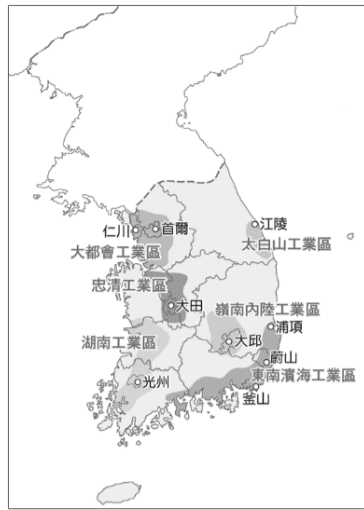 江陵
仁川
首爾
大都會工業區
太白山工業區
忠清工業區
大田
嶺南內陸工業區
浦項
湖南工業區
大邱
蔚山
光州
東南濱海工業區
釜山